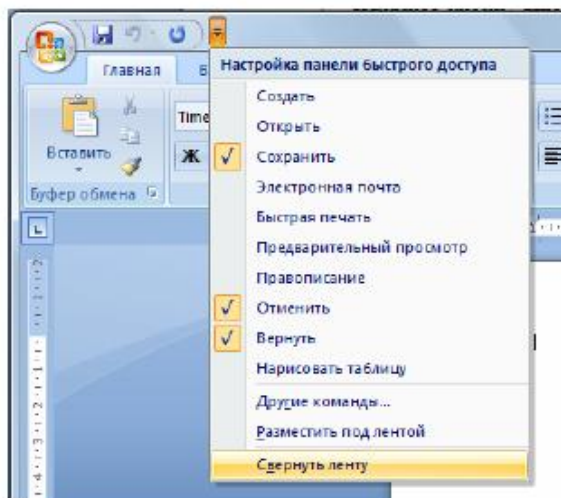 Главная
Настройка панели быстрого доступа
Создать
Открыть
Вставить
Time
Ж
Сохранить
Электронная почта
Буфер обмена
Быстрая печать
Предварительный просмотр
Правописание
Отменить
Вернуть
Нарисовать таблицу
Другие команды...
Разместить под лентой
Свернуть ленту